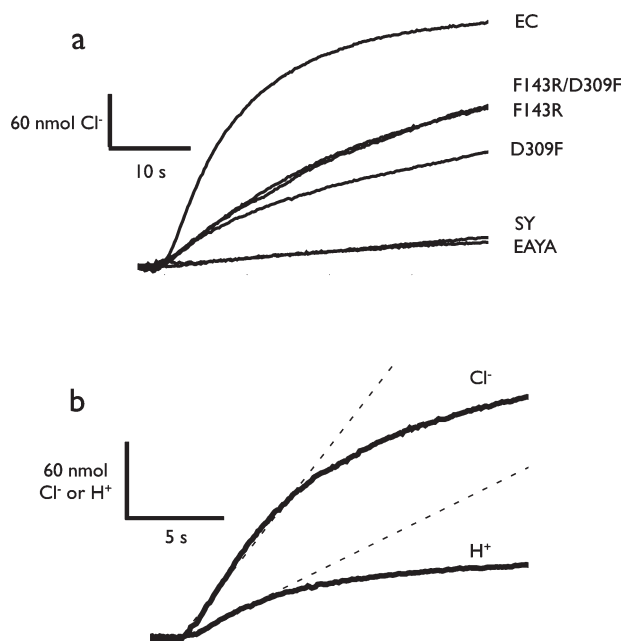 a
EC
F143R/D309F
F143R
60 nmol Cl⁻
10 s
D309F
SY
EAYA
b
Cl⁻
60 nmol
Cl⁻ or H⁺
5 s
H⁺